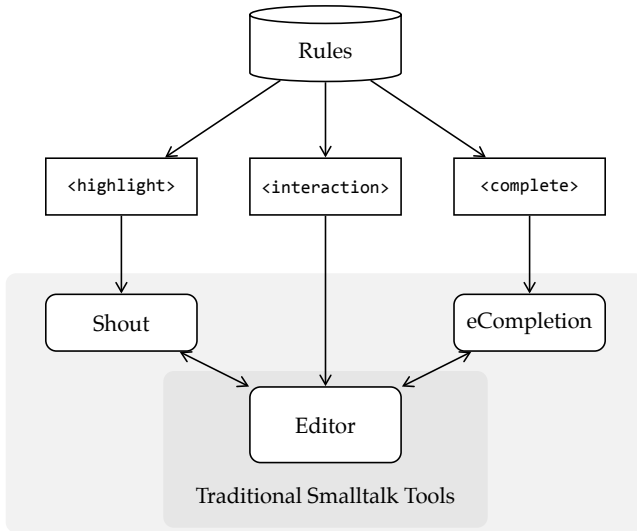 Rules
<highlight>
<interaction>
<complete>
Shout
eCompletion
Editor
Traditional Smalltalk Tools